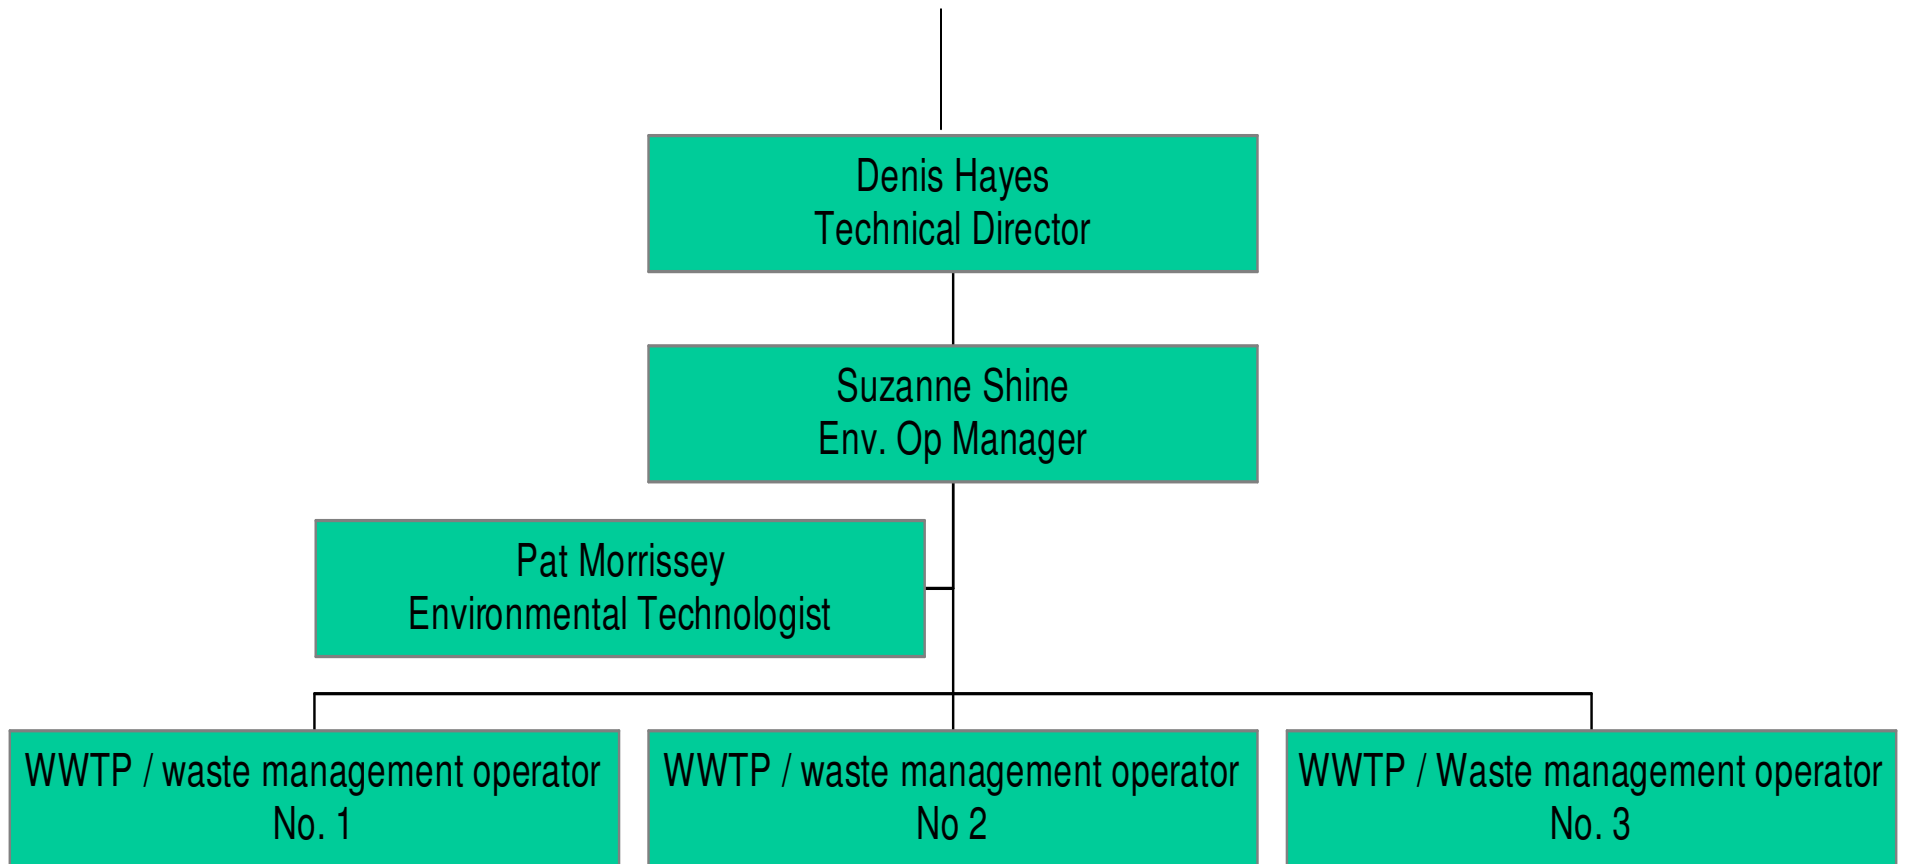 Denis Hayes
Technical Director
Suzanne Shine
Env. Op Manager
Pat Morrissey
Environmental Technologist
WWTP / waste management operator
No. 1
WWTP / waste management operator
No 2
WWTP / Waste management operator
No. 3